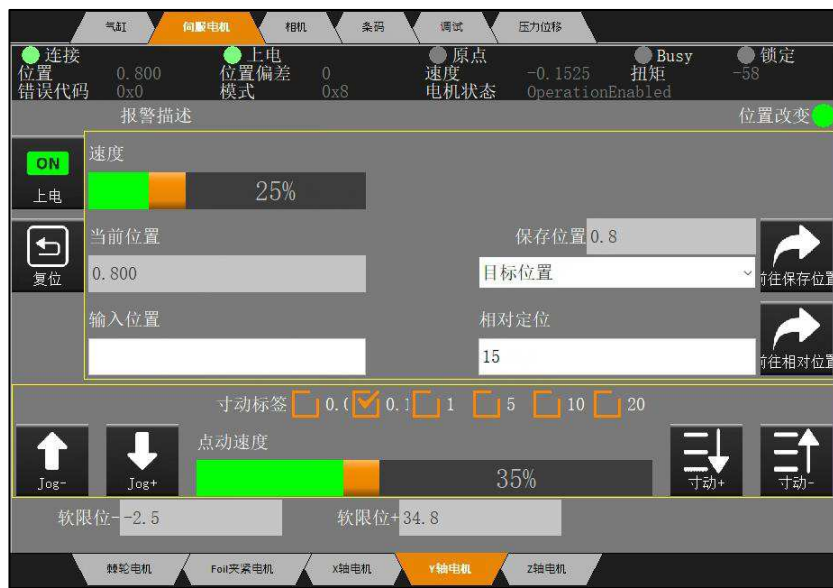 气缸 伺服电机 相机 条码 调试 压力位移
连接 上电 原点 Busy 锁定
位置 0.800 位置偏差 0 速度 -0.1525 扭矩 -58
错误代码 0x0 模式 0x8 电机状态 OperationEnabled
报警描述 位置改变
速度
ON
上电
25%
当前位置 保存位置 0.8
复位 0.800 目标位置 前往保存位置
输入位置 相对定位
15 前往相对位置
寸动标签 0.0 0.1 1 5 10 20
点动速度
Jog- Jog+ 35% 寸动+ 寸动-
软限位- -2.5 软限位+ 34.8
棘轮电机 Foil夹紧电机 X轴电机 Y轴电机 Z轴电机